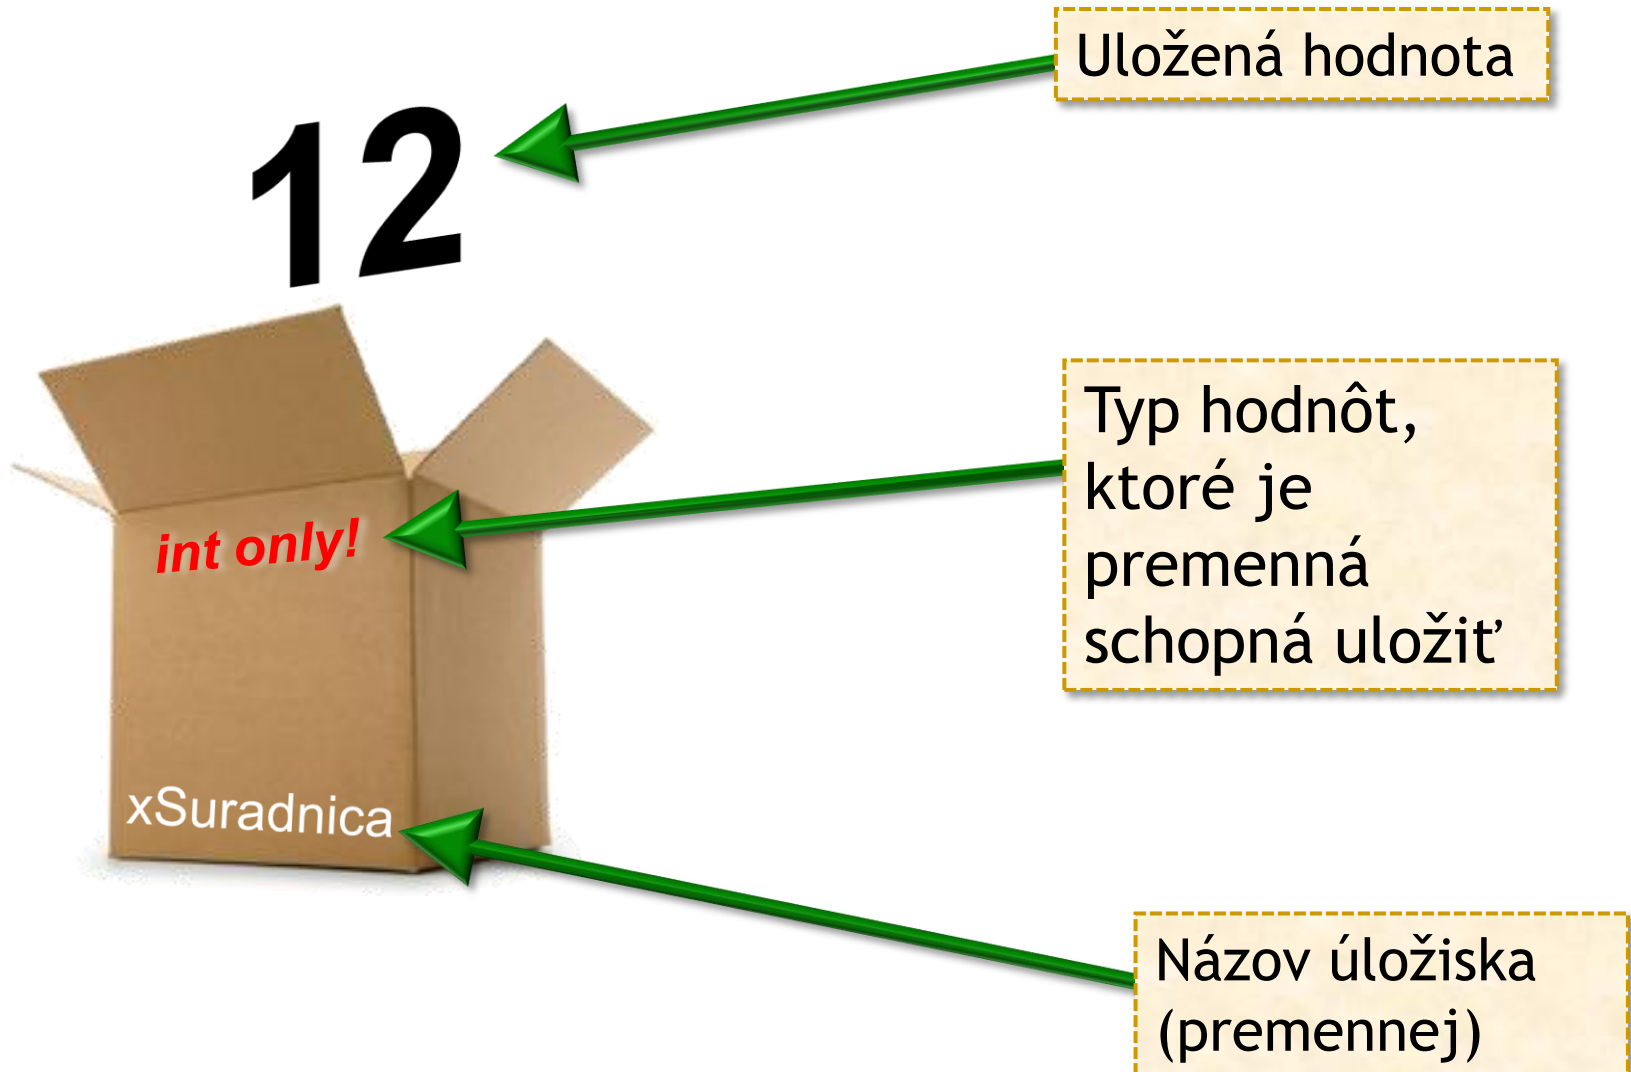 Uložená hodnota
12
Typ hodnôt,
ktoré je
premenná
schopná uložiť
int only!
xSuradnica
Názov úložiska
(premennej)